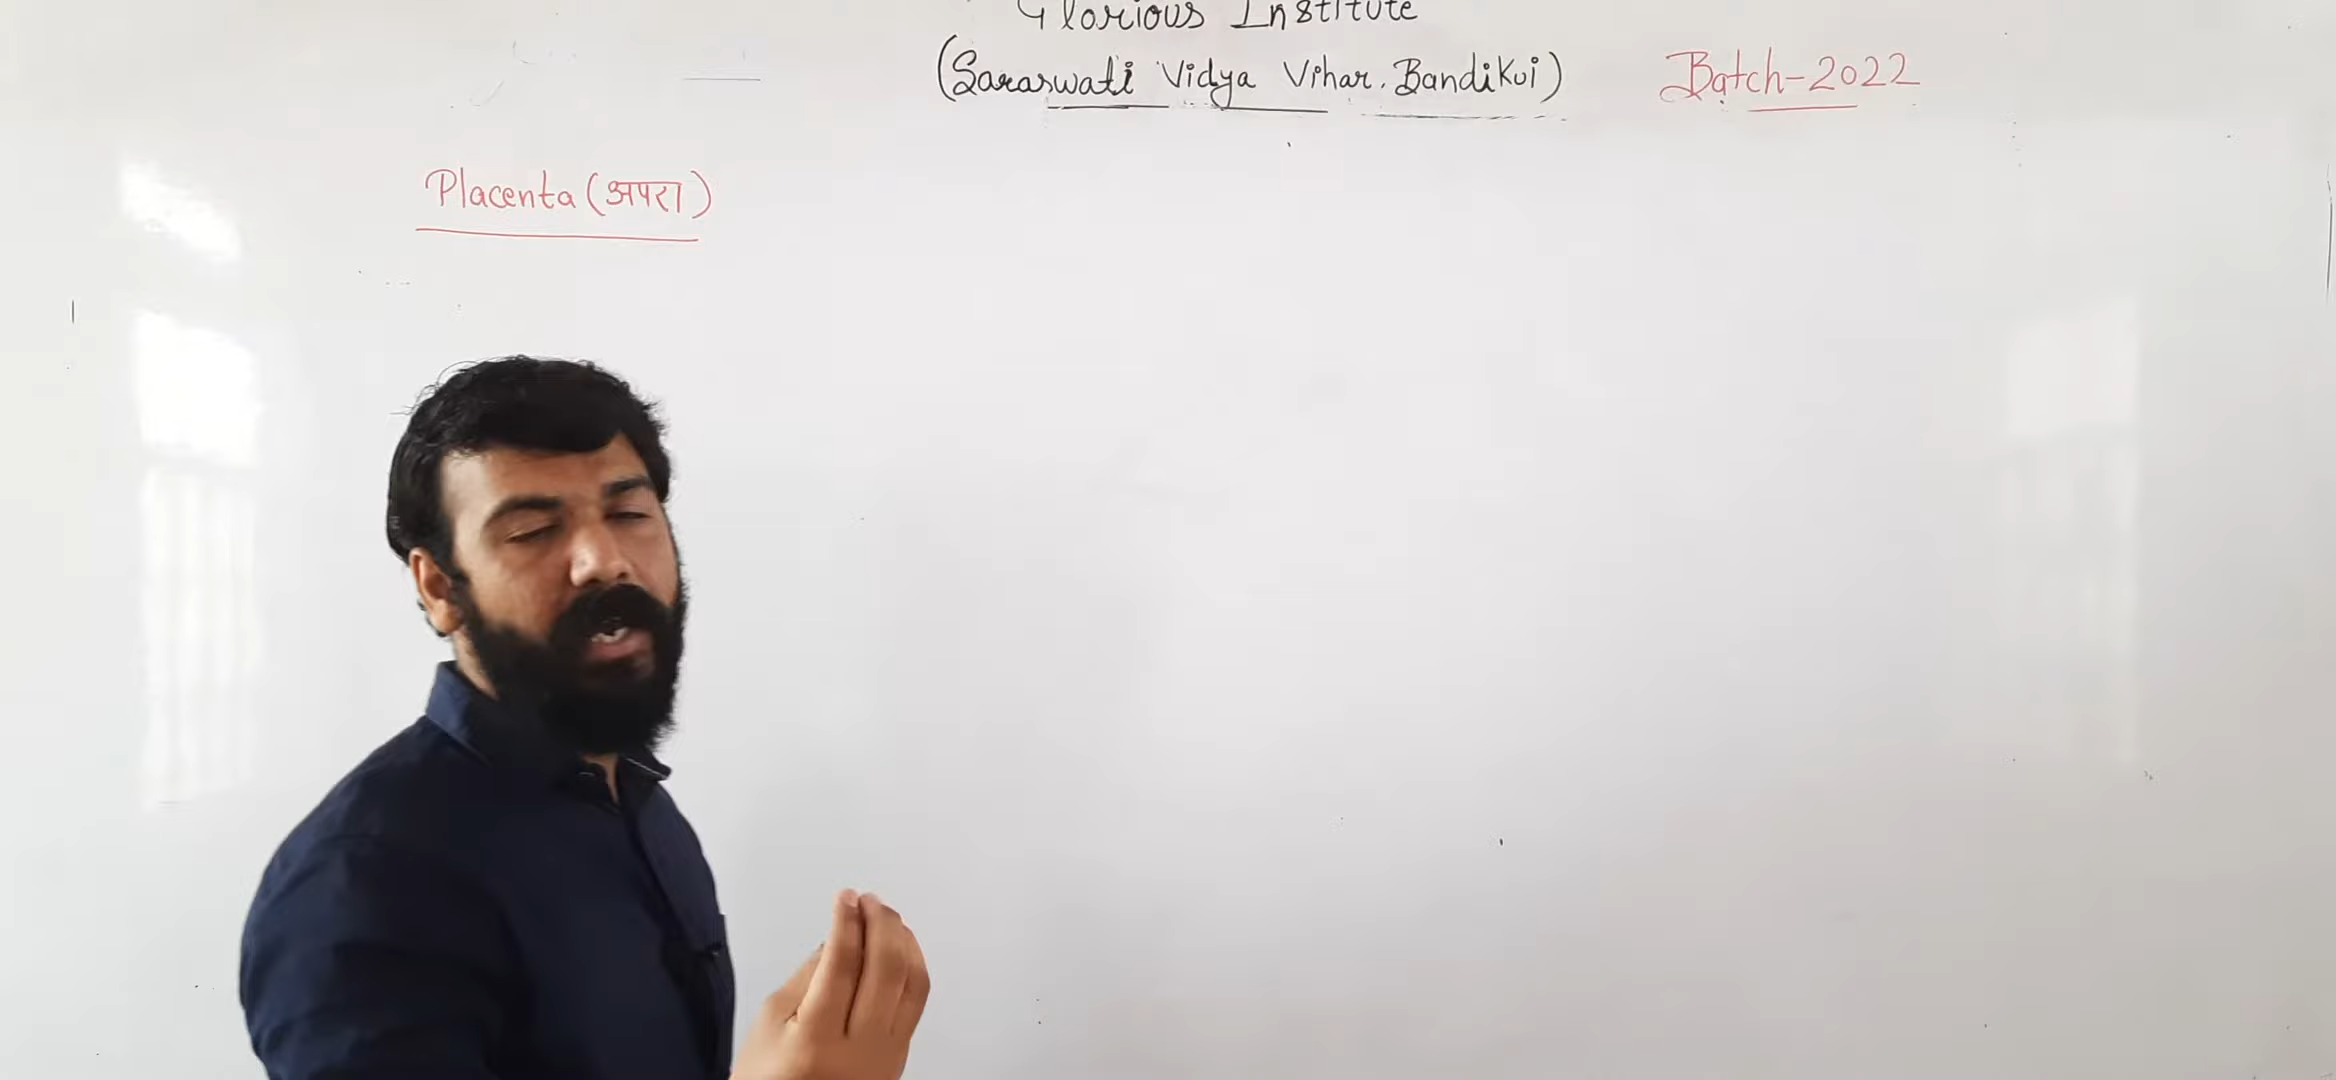 Glorious Institute
(Saraswati Vidya Vihar. Bandikui) Batch-2022
Placenta (अपरा)